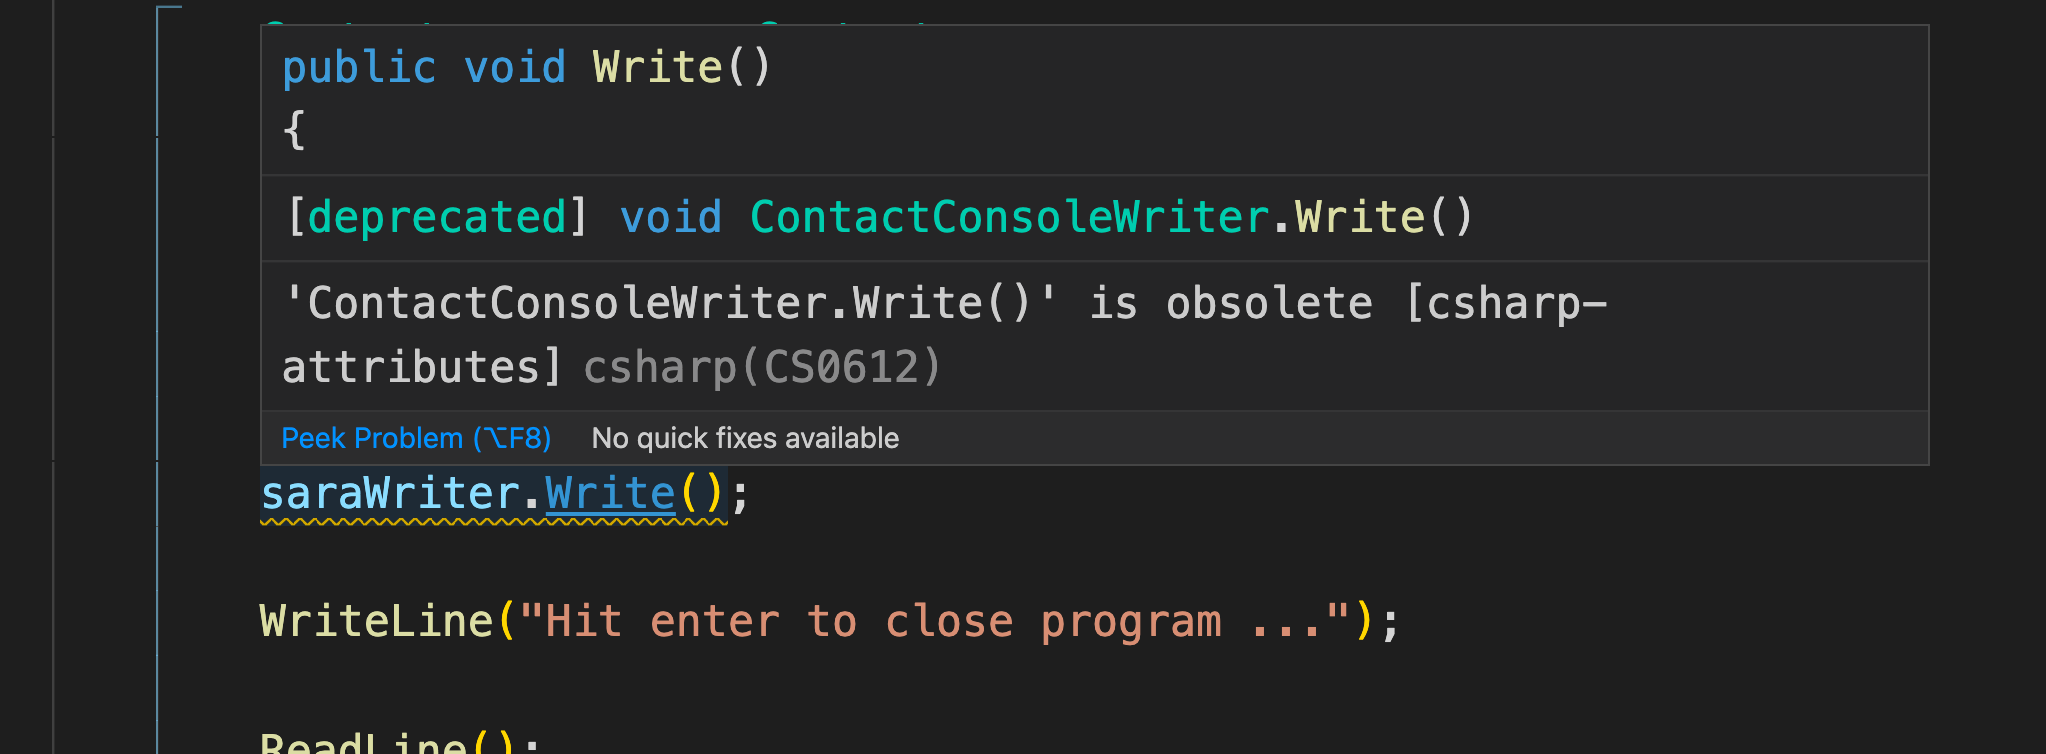 public void Write()
{
[deprecated] void ContactConsoleWriter.Write()
'ContactConsoleWriter.Write()' is obsolete [csharp-
attributes] csharp(CS0612)
Peek Problem (⌥F8) No quick fixes available
saraWriter.Write();
WriteLine("Hit enter to close program ...");
ReadLine();